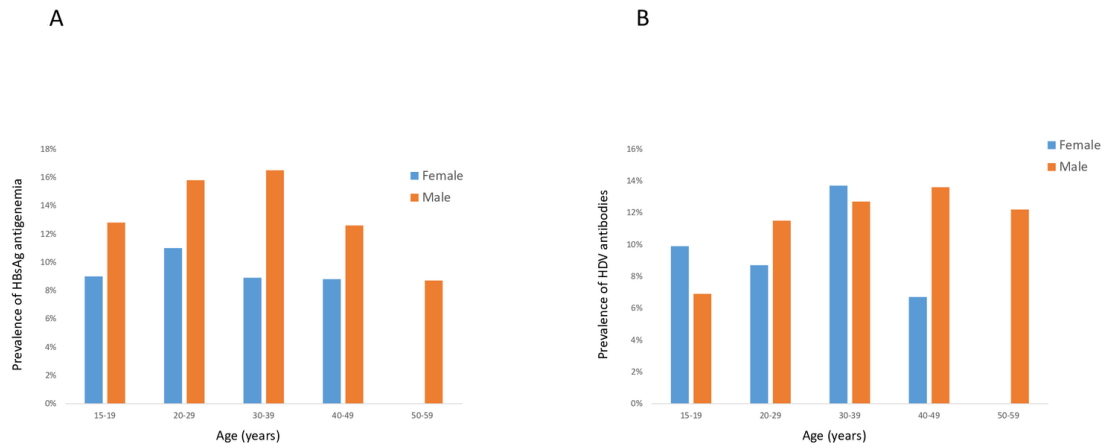 A
Prevalence of HBsAg antigenemia
18%
16%
14%
12%
10%
8%
6%
4%
2%
0%
Female
Male
15-19 20-29 30-39 40-49 50-59
Age (years)
B
Prevalence of HDV antibodies
16%
14%
12%
10%
8%
6%
4%
2%
0%
Female
Male
15-19 20-29 30-39 40-49 50-59
Age (years)